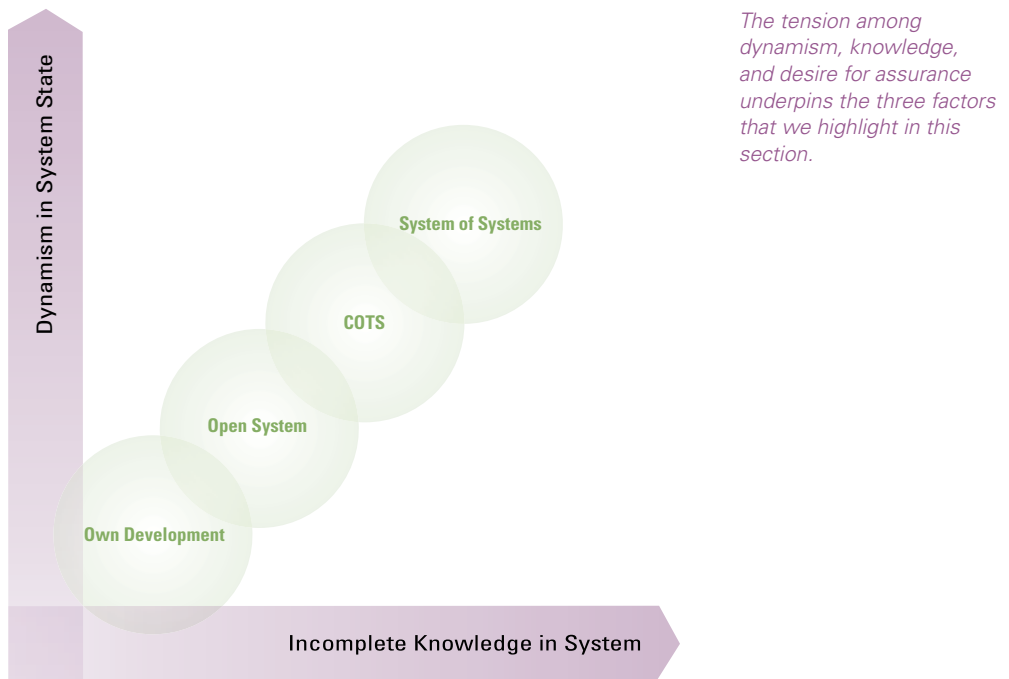 Dynamism in System State
The tension among
dynamism, knowledge,
and desire for assurance
underpins the three factors
that we highlight in this
section.
System of Systems
COTS
Open System
Own Development
Incomplete Knowledge in System